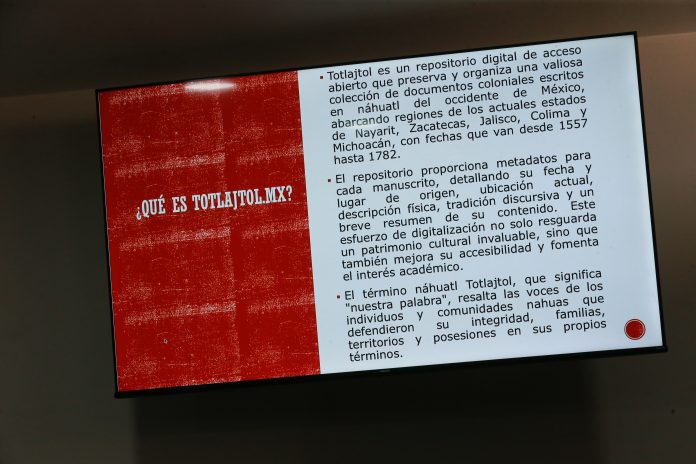 ¿QUÉ ES TOTLAJTOL.MX?
▪ Totlajtol es un repositorio digital de acceso
abierto que preserva y organiza una valiosa
colección de documentos coloniales escritos
en náhuatl del occidente de México,
abarcando regiones de los actuales estados
de Nayarit, Zacatecas, Jalisco, Colima y
Michoacán, con fechas que van desde 1557
hasta 1782.
▪ El repositorio proporciona metadatos para
cada manuscrito, detallando su fecha y
lugar de origen, ubicación actual,
descripción física, tradición discursiva y un
breve resumen de su contenido. Este
esfuerzo de digitalización no solo resguarda
un patrimonio cultural invaluable, sino que
también mejora su accesibilidad y fomenta
el interés académico.
▪ El término náhuatl Totlajtol, que significa
"nuestra palabra", resalta las voces de los
individuos y comunidades nahuas que
defendieron su integridad, familias,
territorios y posesiones en sus propios
términos.